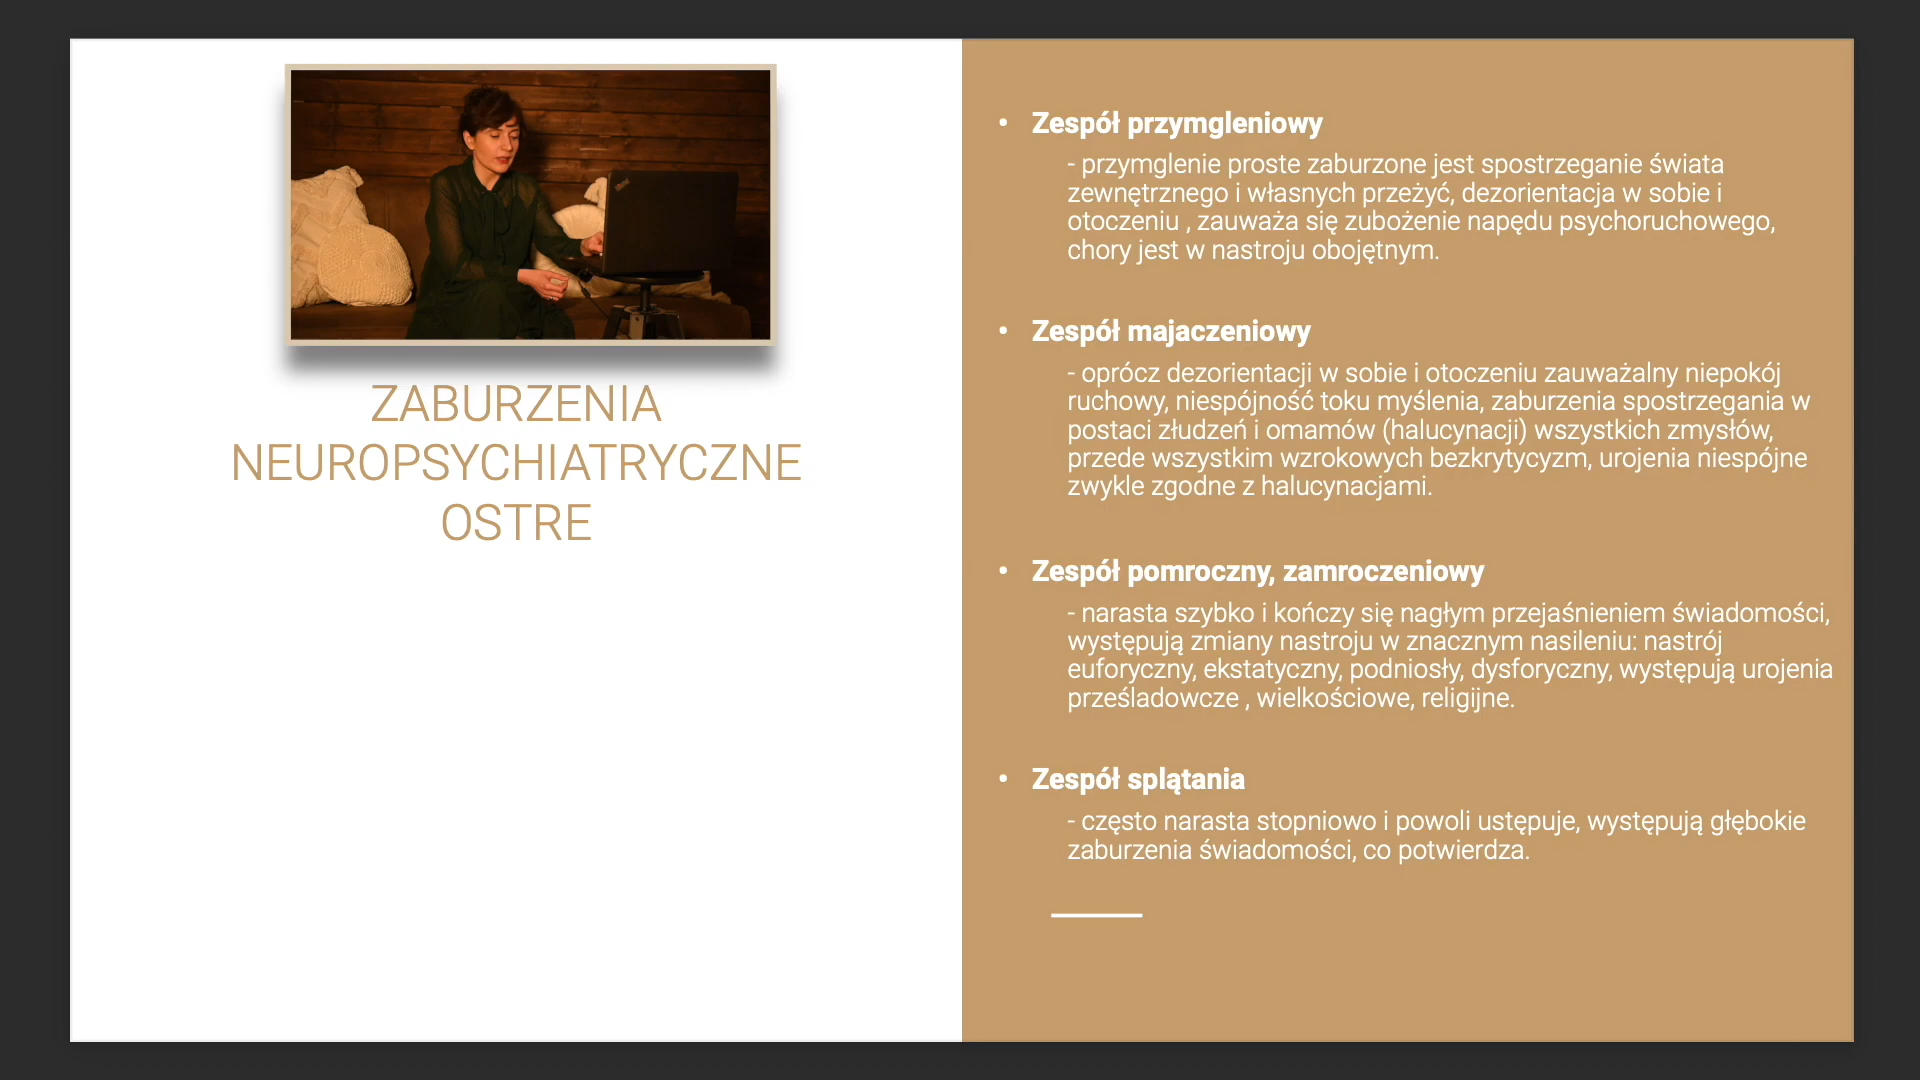 ZABURZENIA
NEUROPSYCHIATRYCZNE
OSTRE
• Zespół przymgleniowy
- przymglenie proste zaburzone jest spostrzeganie świata
zewnętrznego i własnych przeżyć, dezorientacja w sobie i
otoczeniu , zauważa się zubożenie napędu psychoruchowego,
chory jest w nastroju obojętnym.
• Zespół majaczeniowy
- oprócz dezorientacji w sobie i otoczeniu zauważalny niepokój
ruchowy, niespójność toku myślenia, zaburzenia spostrzegania w
postaci złudzeń i omamów (halucynacji) wszystkich zmysłów,
przede wszystkim wzrokowych bezkrytycyzm, urojenia niespójne
zwykle zgodne z halucynacjami.
• Zespół pomroczny, zamroczeniowy
- narasta szybko i kończy się nagłym przejaśnieniem świadomości,
występują zmiany nastroju w znacznym nasileniu: nastrój
euforyczny, ekstatyczny, podniosły, dysforyczny, występują urojenia
prześladowcze , wielkościowe, religijne.
• Zespół splątania
- często narasta stopniowo i powoli ustępuje, występują głębokie
zaburzenia świadomości, co potwierdza.